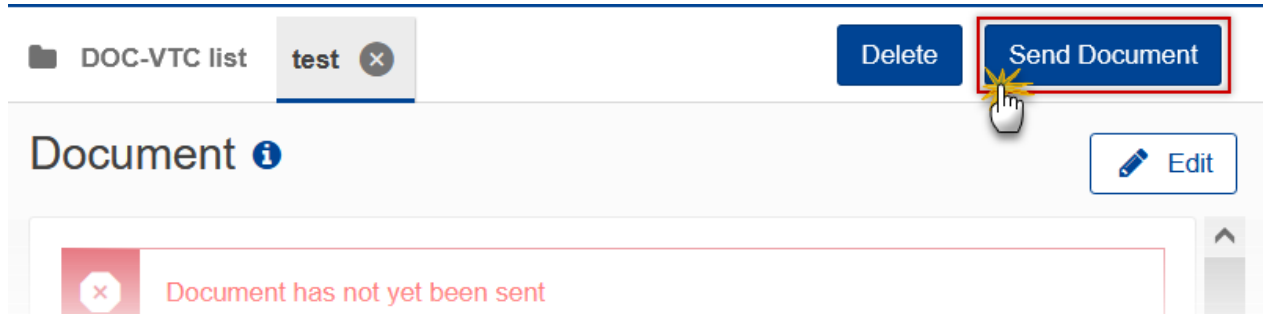 DOC-VTC list test Delete Send Document
Document
Edit
Document has not yet been sent